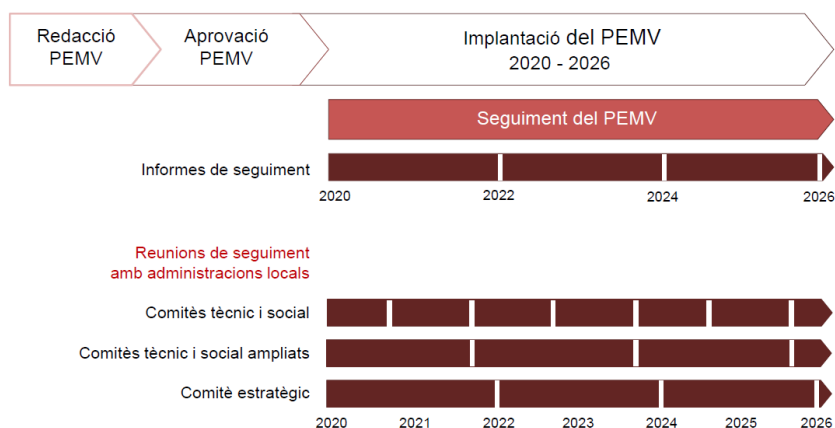 Redacció
PEMV
Aprovació
PEMV
Implantació del PEMV
2020 - 2026
Seguiment del PEMV
Informes de seguiment
2020
2022
2024
2026
Reunions de seguiment
amb administracions locals
Comitès tècnic i social
Comitès tècnic i social ampliats
Comitè estratègic
2020
2021
2022
2023
2024
2025
2026